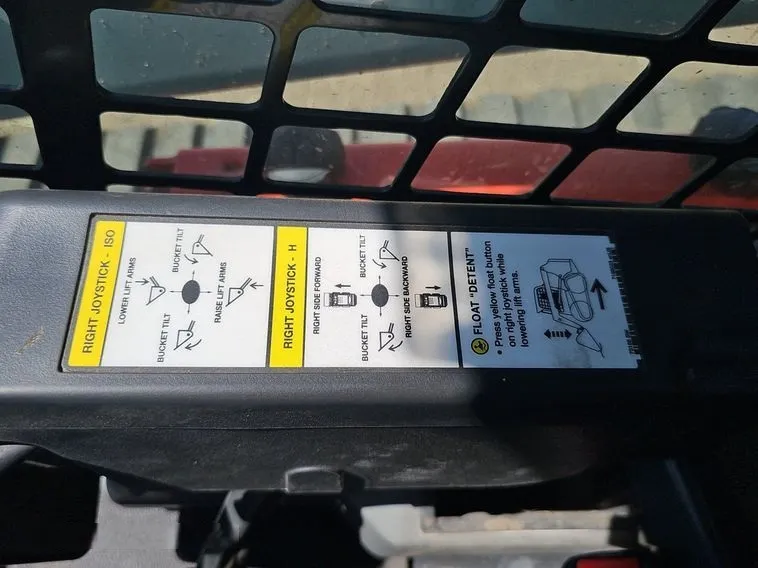 RIGHT JOYSTICK - ISO
LOWER LIFT ARMS
BUCKET TILT
BUCKET TILT
RAISE LIFT ARMS
RIGHT JOYSTICK - H
RIGHT SIDE FORWARD
BUCKET TILT
BUCKET TILT
RIGHT SIDE BACKWARD
FLOAT "DETENT"
• Press yellow float button
on right joystick while
lowering lift arms.